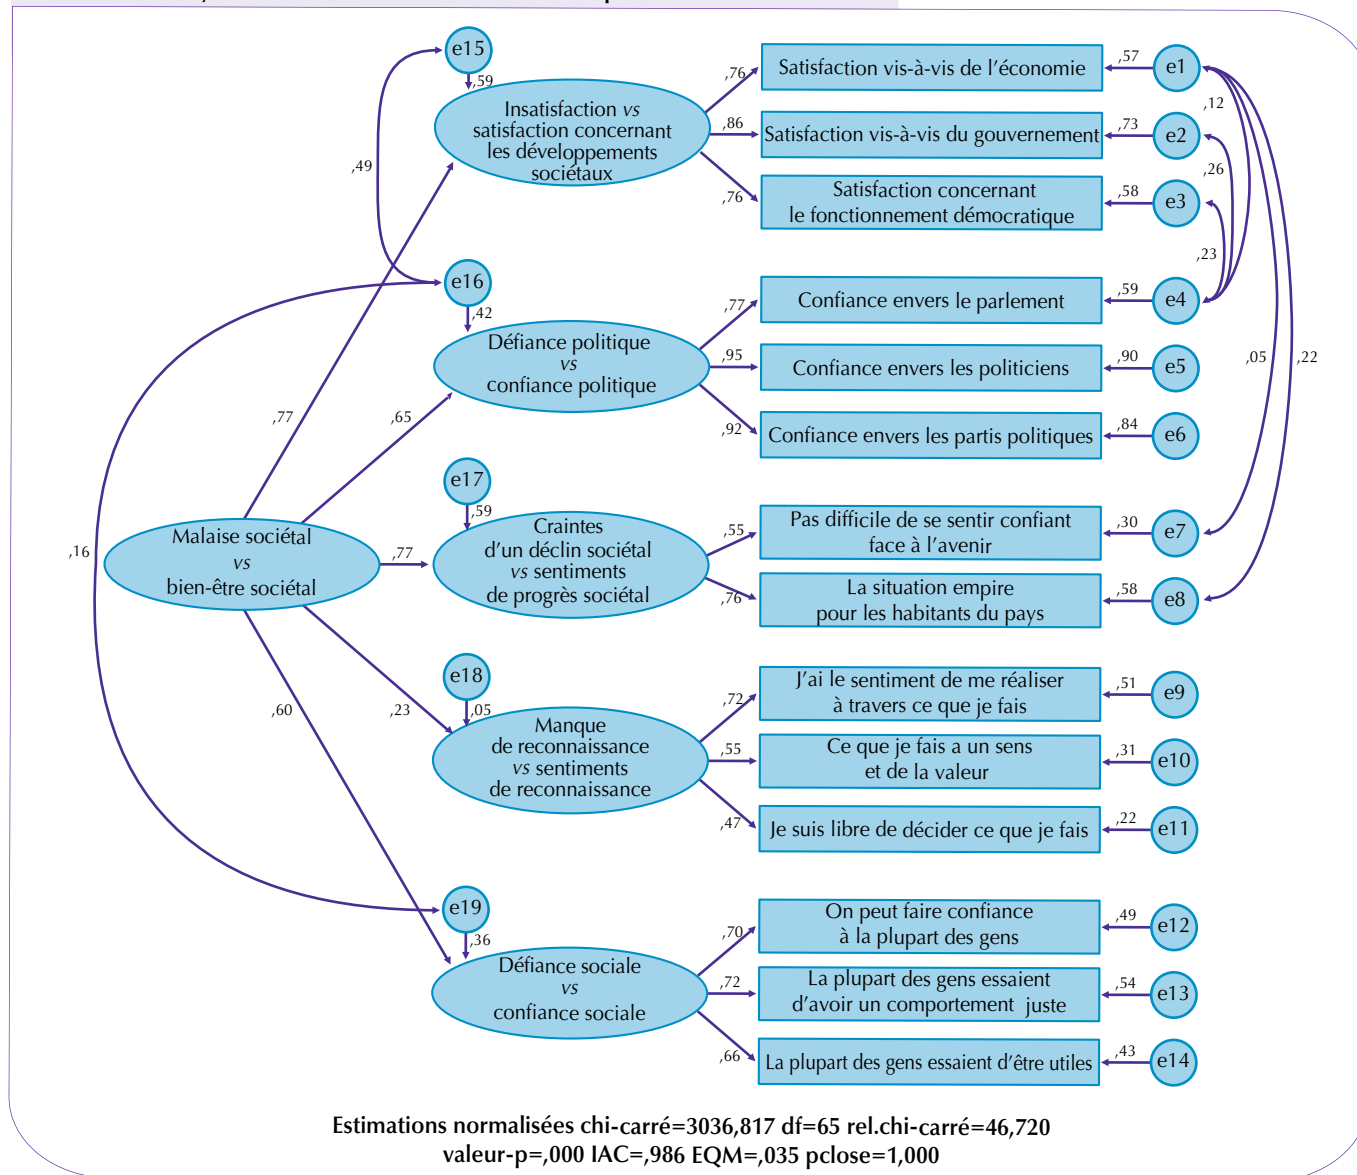 e15
,59
Insatisfaction vs
satisfaction concernant
les développements
sociétaux
,76
,86
,76
Satisfaction vis-à-vis de l'économie
,57
e1
Satisfaction vis-à-vis du gouvernement
,73
e2
Satisfaction concernant
le fonctionnement démocratique
,58
e3
,12
,26
,23
,49
e16
,42
Défiance politique
vs
confiance politique
,77
,95
,92
Confiance envers le parlement
,59
e4
Confiance envers les politiciens
,90
e5
Confiance envers les partis politiques
,84
e6
,05
,22
,77
,65
e17
,59
Craintes
d'un déclin sociétal
vs sentiments
de progrès sociétal
,55
,76
Pas difficile de se sentir confiant
face à l'avenir
,30
e7
La situation empire
pour les habitants du pays
,58
e8
,16
Malaise sociétal
vs
bien-être sociétal
,77
,60
,23
e18
,05
Manque
de reconnaissance
vs sentiments
de reconnaissance
,72
,55
,47
J'ai le sentiment de me réaliser
à travers ce que je fais
,51
e9
Ce que je fais a un sens
et de la valeur
,31
e10
Je suis libre de décider ce que je fais
,22
e11
e19
,36
Défiance sociale
vs
confiance sociale
,70
,72
,66
On peut faire confiance
à la plupart des gens
,49
e12
La plupart des gens essaient
d'avoir un comportement juste
,54
e13
La plupart des gens essaient d'être utiles
,43
e14
Estimations normalisées chi-carré=3036,817 df=65 rel.chi-carré=46,720
valeur-p=,000 IAC=,986 EQM=,035 pclose=1,000